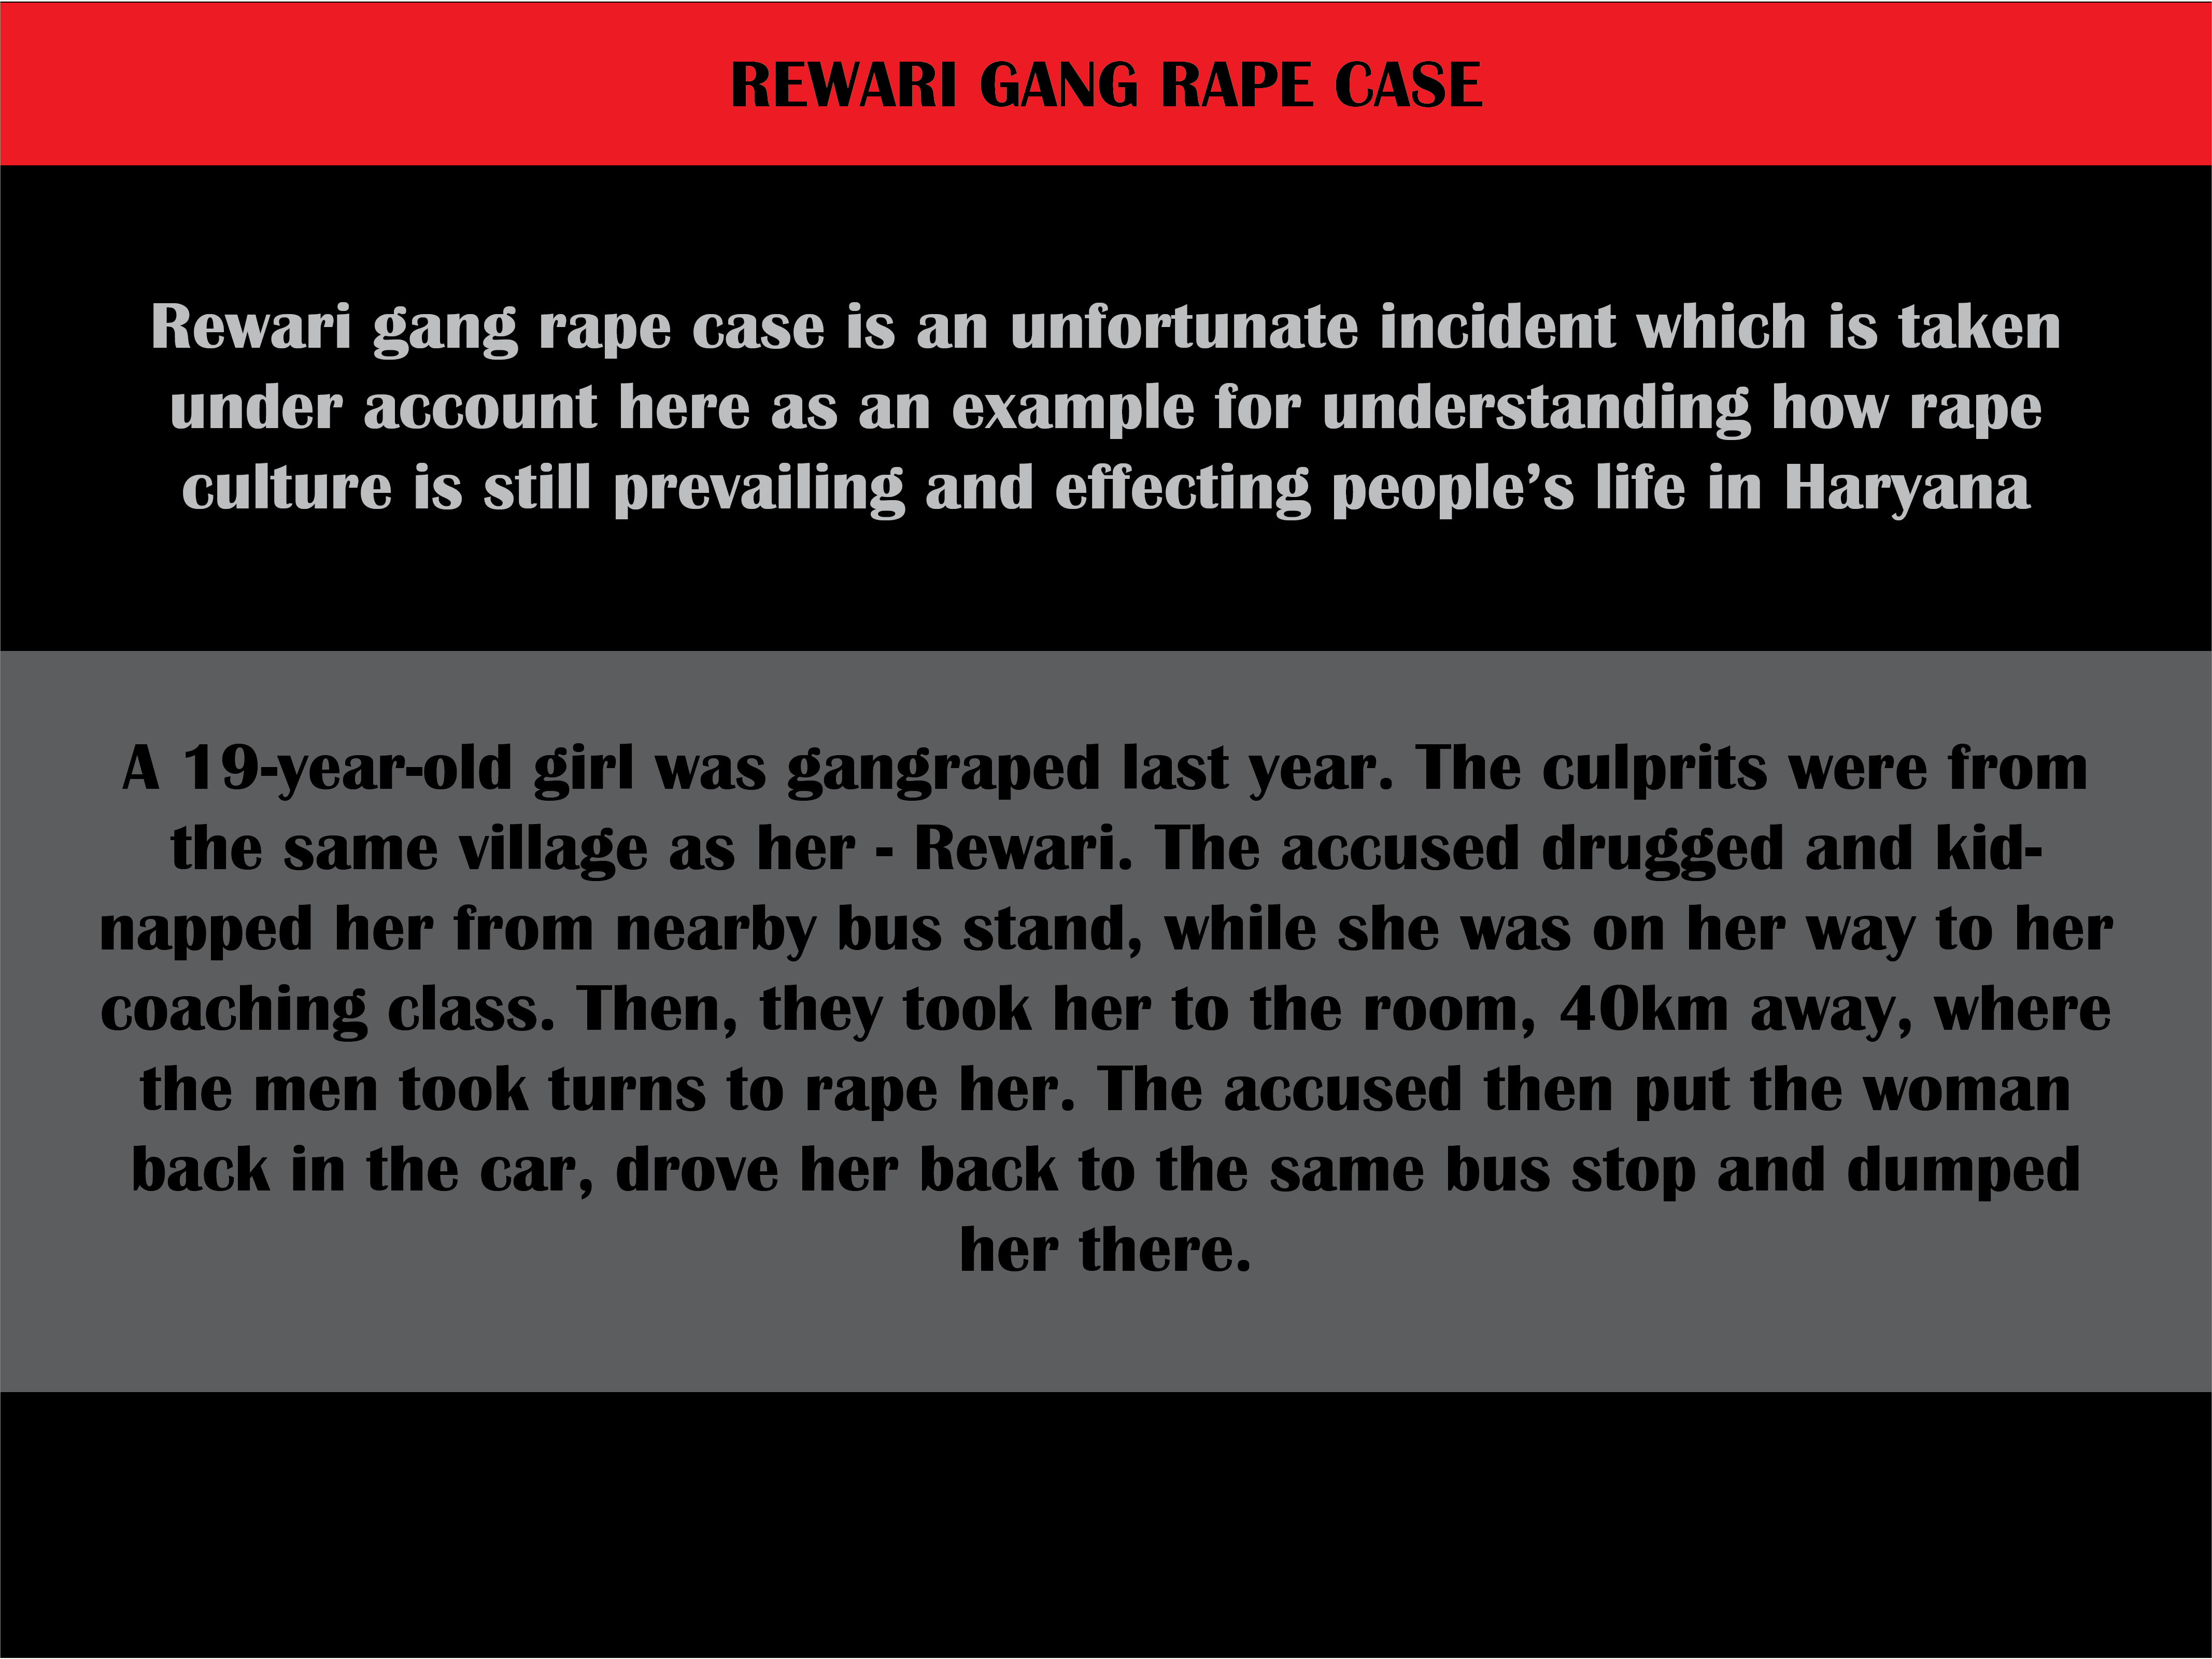 REWARI GANG RAPE CASE
Rewari gang rape case is an unfortunate incident which is taken
under account here as an example for understanding how rape
culture is still prevailing and effecting people’s life in Haryana
A 19-year-old girl was gangraped last year. The culprits were from
the same village as her - Rewari. The accused drugged and kid-
napped her from nearby bus stand, while she was on her way to her
coaching class. Then, they took her to the room, 40km away, where
the men took turns to rape her. The accused then put the woman
back in the car, drove her back to the same bus stop and dumped
her there.